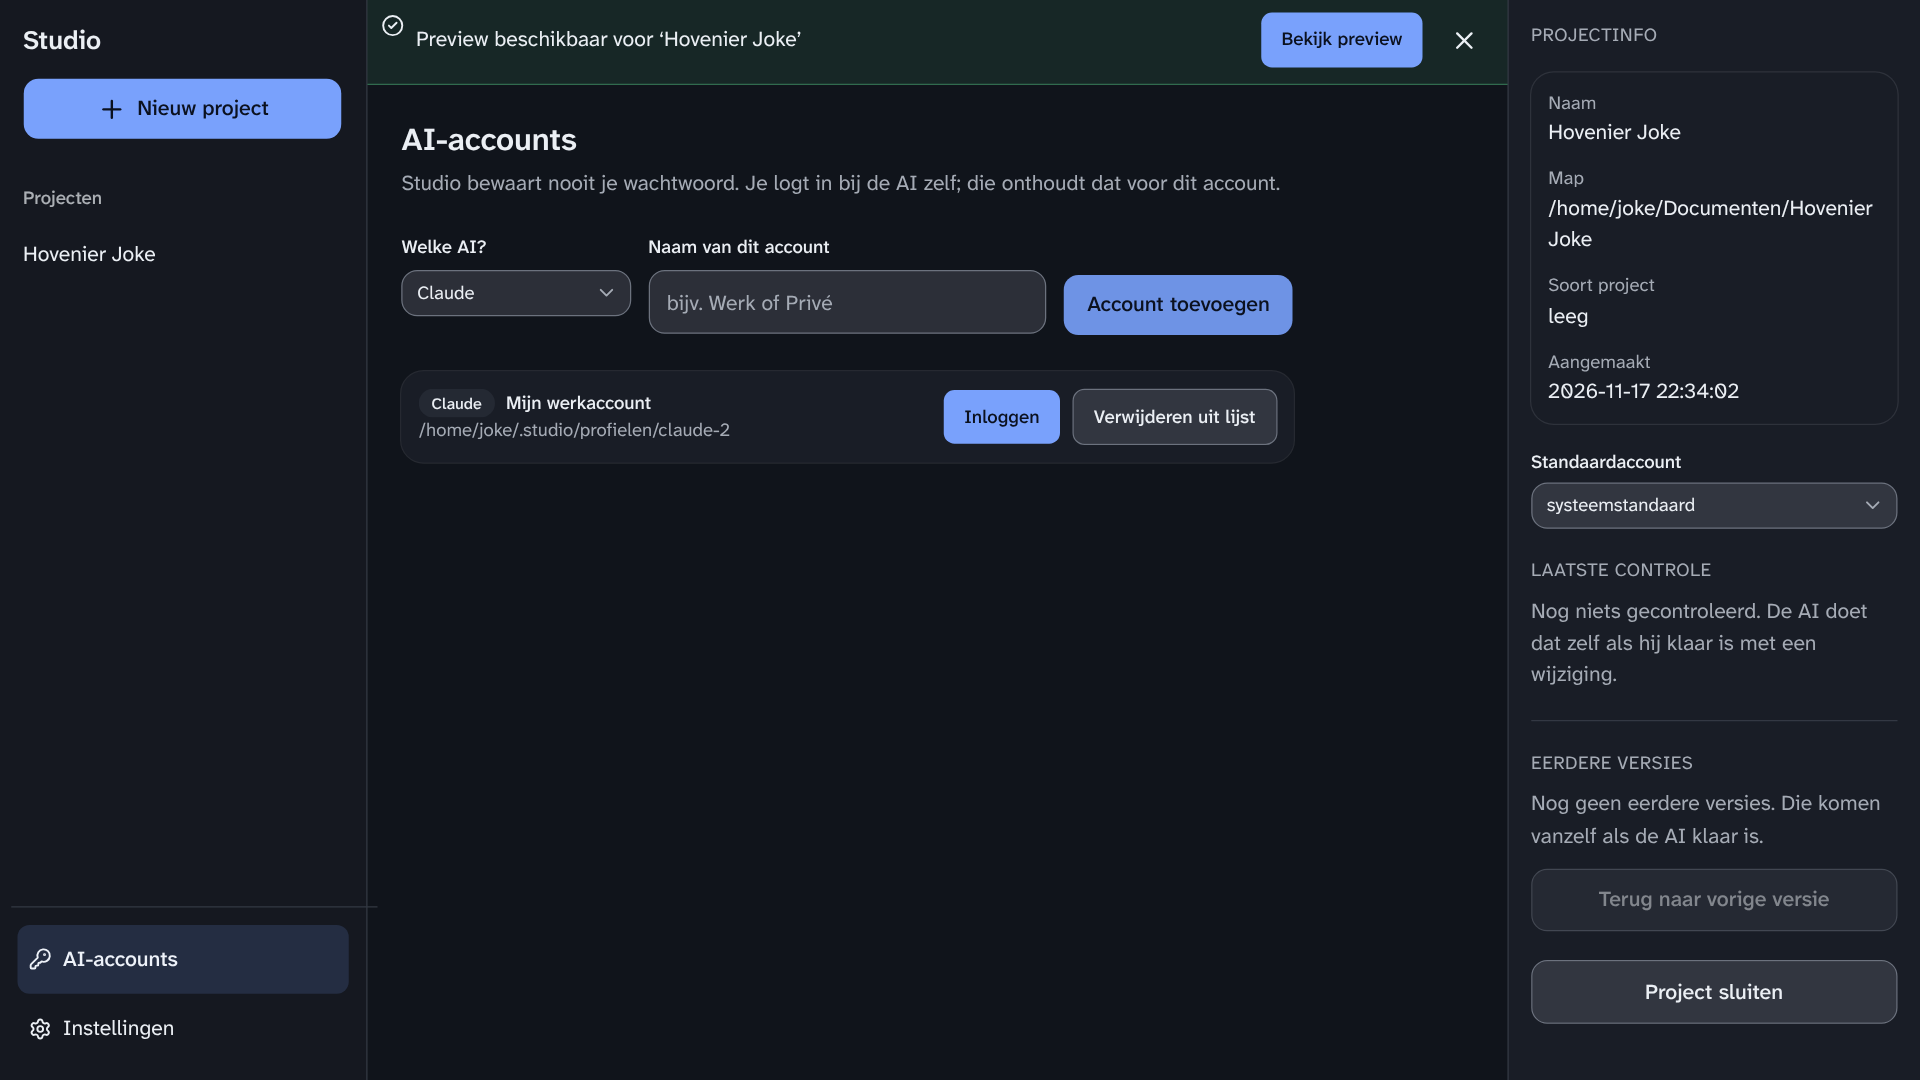 Studio
Nieuw project
Projecten
Hovenier Joke
AI-accounts
Instellingen
Preview beschikbaar voor ‘Hovenier Joke’
Bekijk preview
AI-accounts
Studio bewaart nooit je wachtwoord. Je logt in bij de AI zelf; die onthoudt dat voor dit account.
Welke AI?
Naam van dit account
Claude
bijv. Werk of Privé
Account toevoegen
Claude
Mijn werkaccount
/home/joke/.studio/profielen/claude-2
Inloggen
Verwijderen uit lijst
PROJECTINFO
Naam
Hovenier Joke
Map
/home/joke/Documenten/Hovenier
Joke
Soort project
leeg
Aangemaakt
2026-11-17 22:34:02
Standaardaccount
systeemstandaard
LAATSTE CONTROLE
Nog niets gecontroleerd. De AI doet
dat zelf als hij klaar is met een
wijziging.
EERDERE VERSIES
Nog geen eerdere versies. Die komen
vanzelf als de AI klaar is.
Terug naar vorige versie
Project sluiten